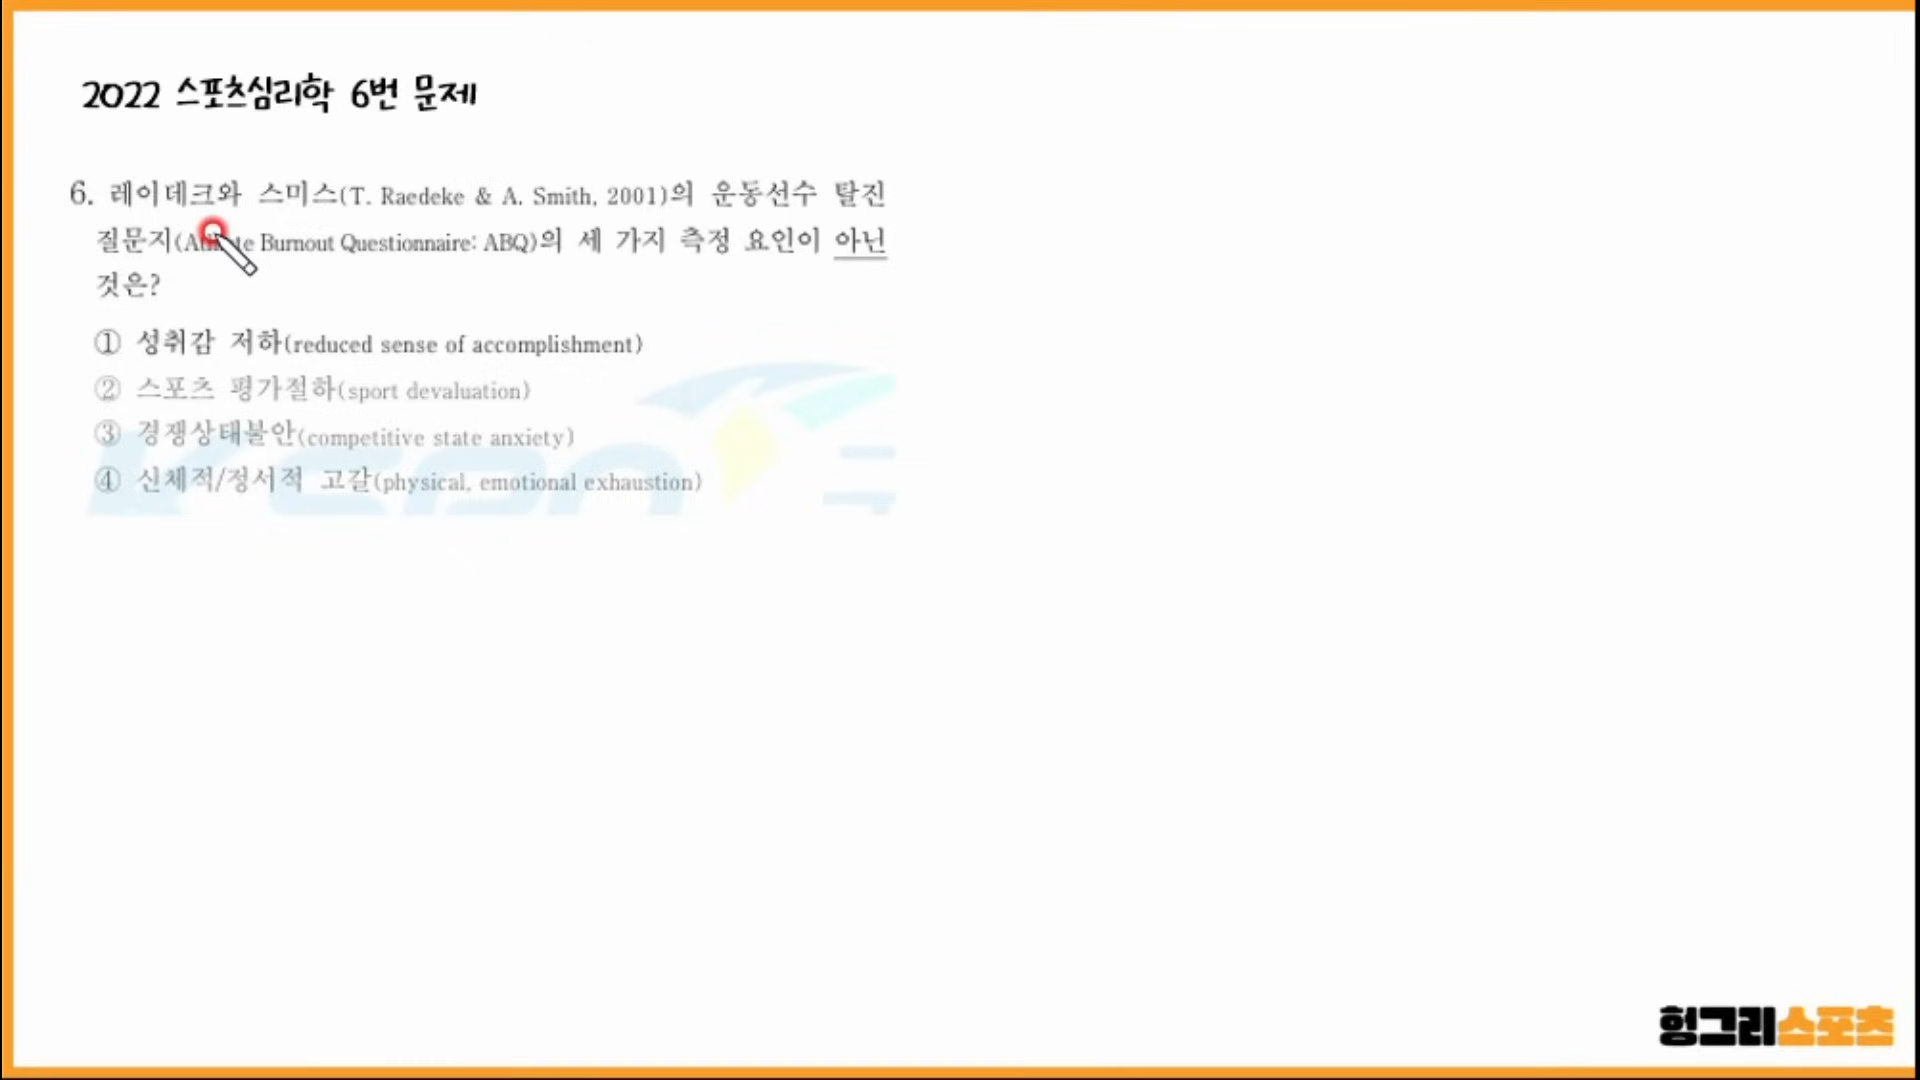 2022 스포츠심리학 6번 문제
6. 레이데크와 스미스(T. Raedeke & A. Smith, 2001)의 운동선수 탈진
질문지(Athlete Burnout Questionnaire: ABQ)의 세 가지 측정 요인이 아닌
것은?
① 성취감 저하(reduced sense of accomplishment)
② 스포츠 평가절하(sport devaluation)
③ 경쟁상태불안(competitive state anxiety)
④ 신체적/정서적 고갈(physical, emotional exhaustion)
헝그리스포츠